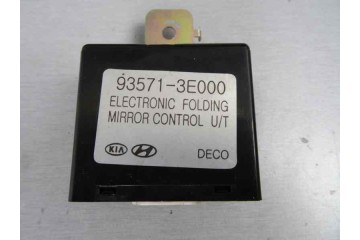 93571-3E000
ELECTRONIC FOLDING
MIRROR CONTROL U/T
KIA DECO